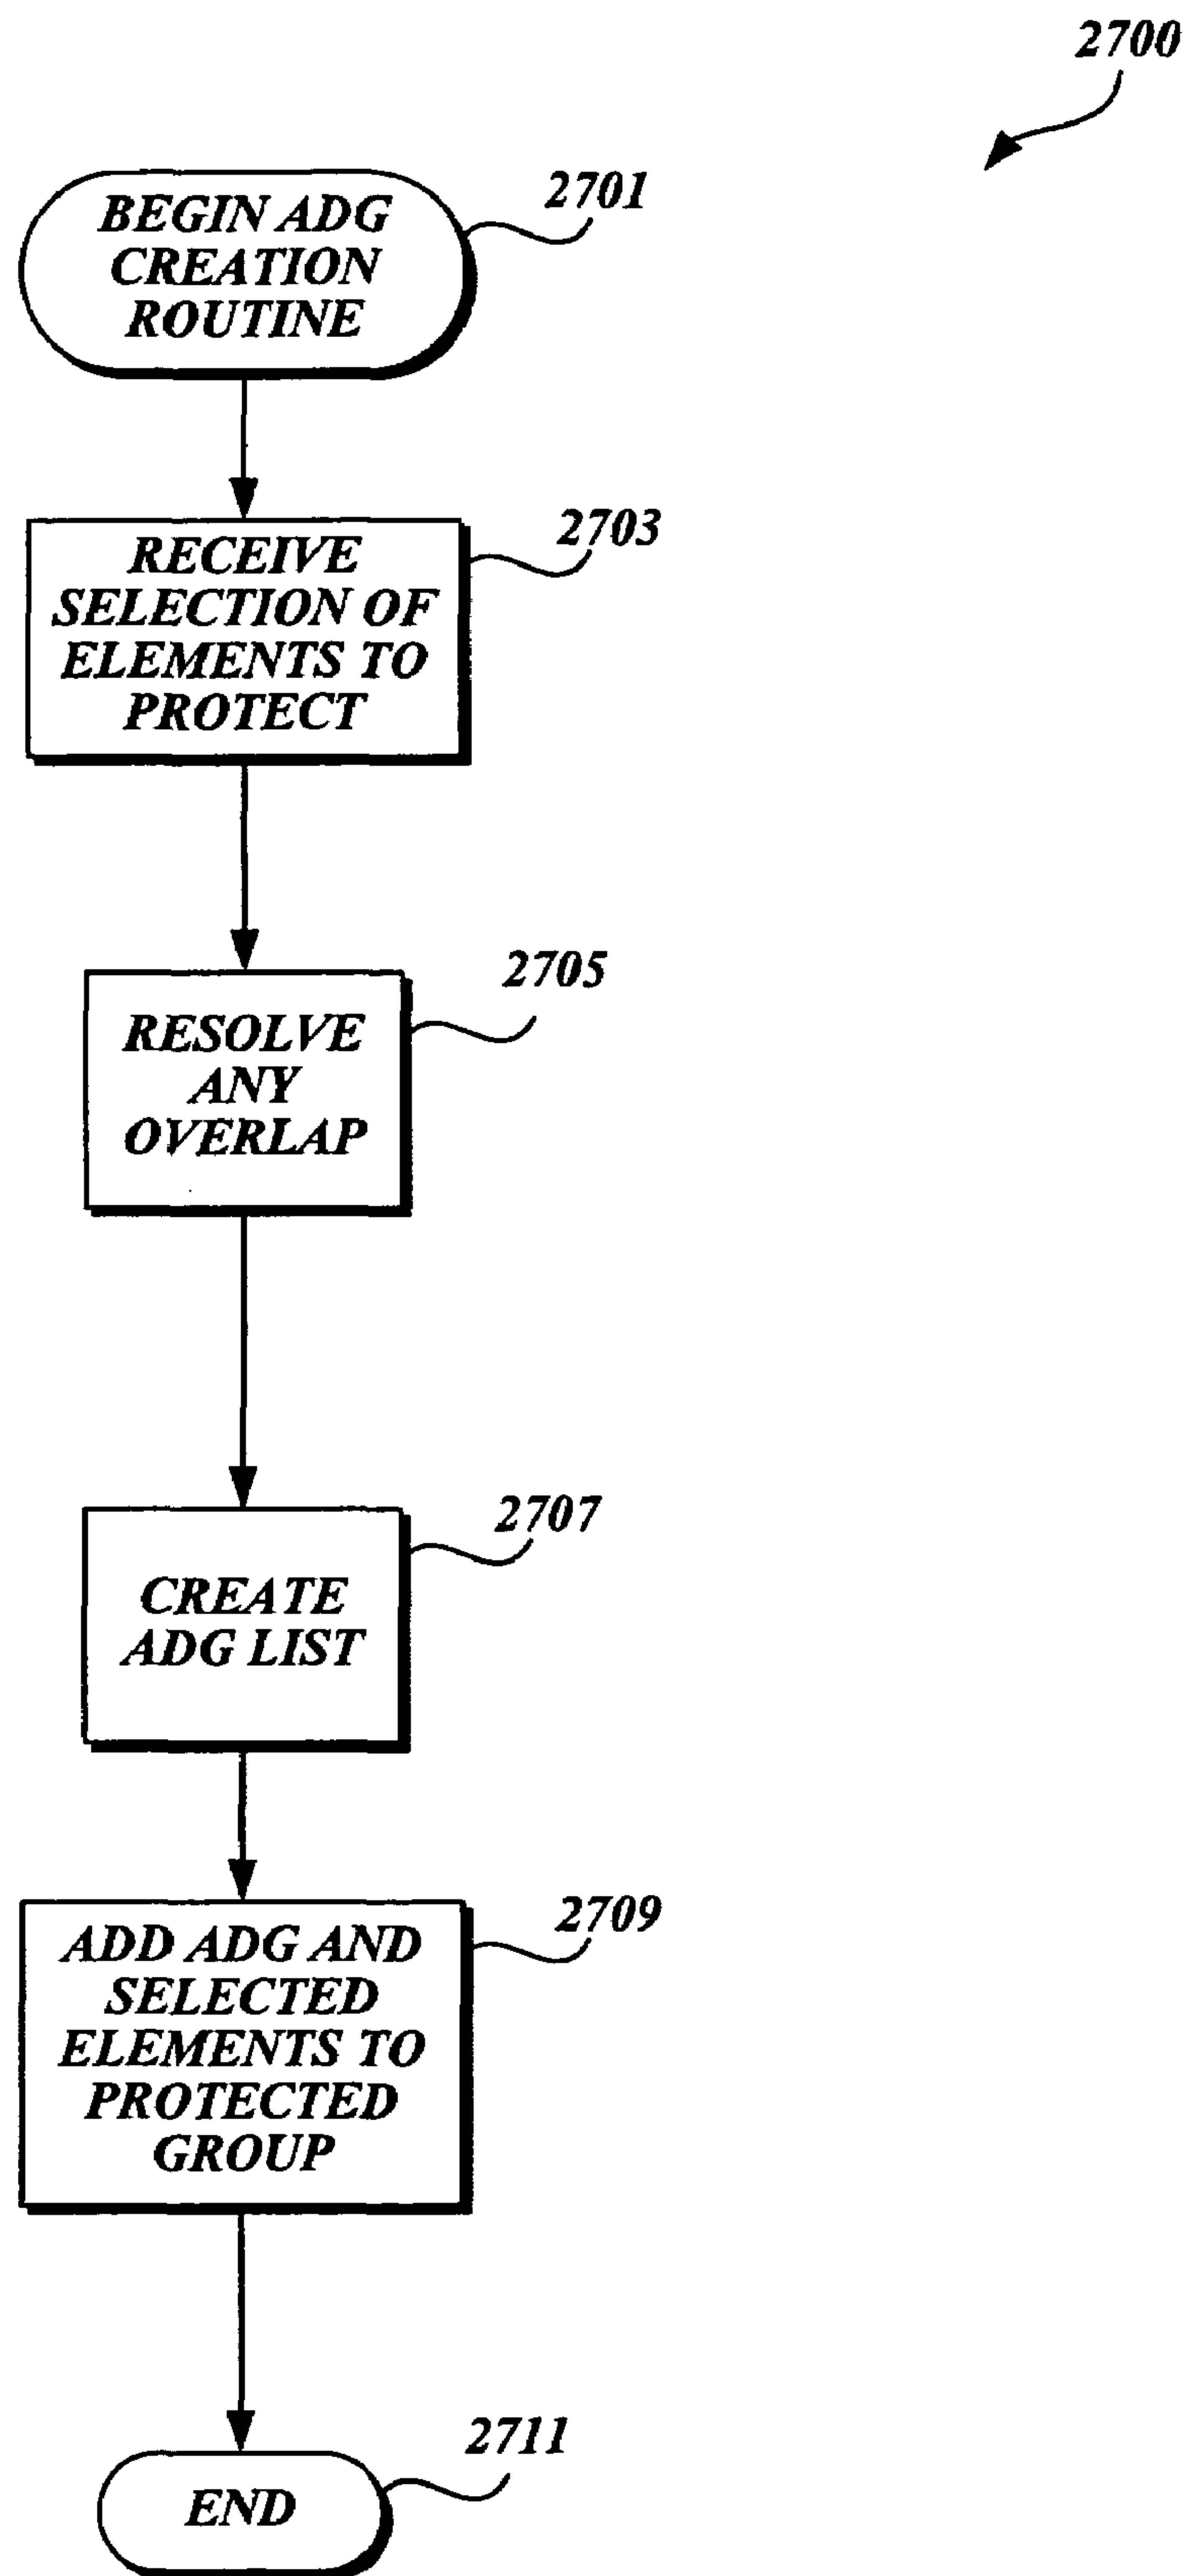 2700
BEGIN ADG
CREATION
ROUTINE
2701
RECEIVE
SELECTION OF
ELEMENTS TO
PROTECT
2703
RESOLVE
ANY
OVERLAP
2705
CREATE
ADG LIST
2707
ADD ADG AND
SELECTED
ELEMENTS TO
PROTECTED
GROUP
2709
END
2711